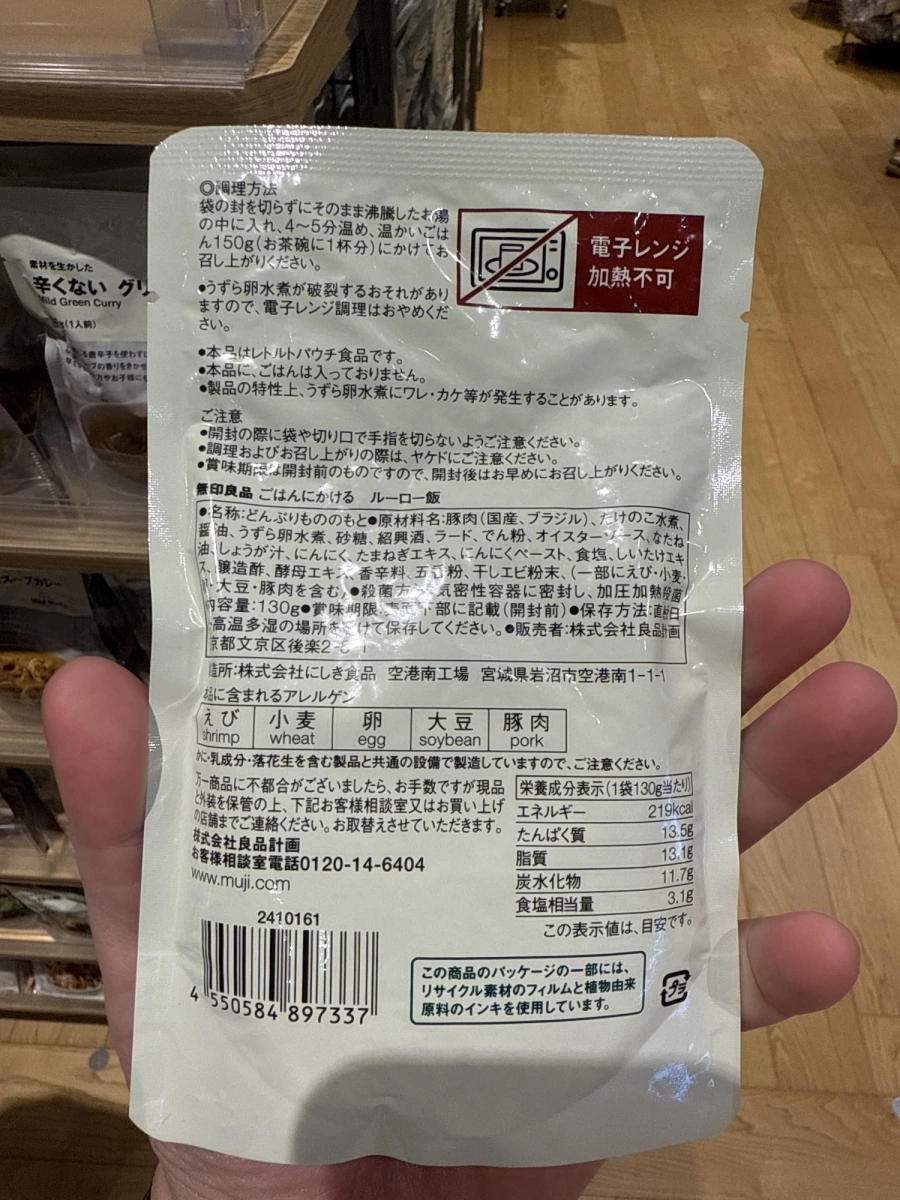 ◎調理方法
袋の封を切らずにそのまま沸騰したお湯
の中に入れ、4〜5分温め、温かいごは
ん150g(お茶碗に1杯分)にかけてお
召し上がりください。
電子レンジ
加熱不可
●うずら卵水煮が破裂するおそれがあり
ますので、電子レンジ調理はおやめくだ
さい。
●本品はレトルトパウチ食品です。
●本品に、ごはんは入っておりません。
●製品の特性上、うずら卵水煮にワレ・カケ等が発生することがあります。
ご注意
●開封の際に袋や切り口で手指を切らないようご注意ください。
●調理およびお召し上がりの際は、ヤケドにご注意ください。
●賞味期限は開封前のものですので、開封後はお早めにお召し上がりください。
無印良品 ごはんにかける ルーロー飯
●名称:どんぶりもののもと●原材料名:豚肉(国産、ブラジル)、たけのこ水煮、
醤油、うずら卵水煮、砂糖、紹興酒、ラード、でん粉、オイスターソース、なたね
油、しょうが汁、にんにく、たまねぎエキス、にんにくペースト、食塩、しいたけエキ
ス、醸造酢、酵母エキス、香辛料、五香粉、干しエビ粉末、(一部にえび・小麦・
卵・大豆・豚肉を含む)●殺菌方法:気密性容器に密封し、加圧加熱殺菌
内容量:130g●賞味期限:表面下部に記載(開封前)●保存方法:直射日
高温多湿の場所を避けて保存してください。●販売者:株式会社良品計画
京都文京区後楽2-
造所:株式会社にしき食品 空港南工場 宮城県岩沼市空港南1-1-1
品に含まれるアレルゲン
えび 小麦 卵 大豆 豚肉
shrimp wheat egg soybean pork
かに・乳成分・落花生を含む製品と共通の設備で製造していますので、ご注意ください。
万一商品に不都合がございましたら、お手数ですが現品
と外装を保管の上、下記お客様相談室又はお買い上げ
の店舗までご連絡ください。お取替えさせていただきます。
株式会社良品計画
お客様相談室電話0120-14-6404
www.muji.com
栄養成分表示(1袋130g当たり)
エネルギー 219kcal
たんぱく質 13.5g
脂質 13.1g
炭水化物 11.7g
食塩相当量 3.1g
この表示値は、目安です。
2410161
4 550584 897337
この商品のパッケージの一部には、
リサイクル素材のフィルムと植物由来
原料のインキを使用しています。
プラ
素材を生かした
辛くない グリ
Mild Green Curry
(1人前)